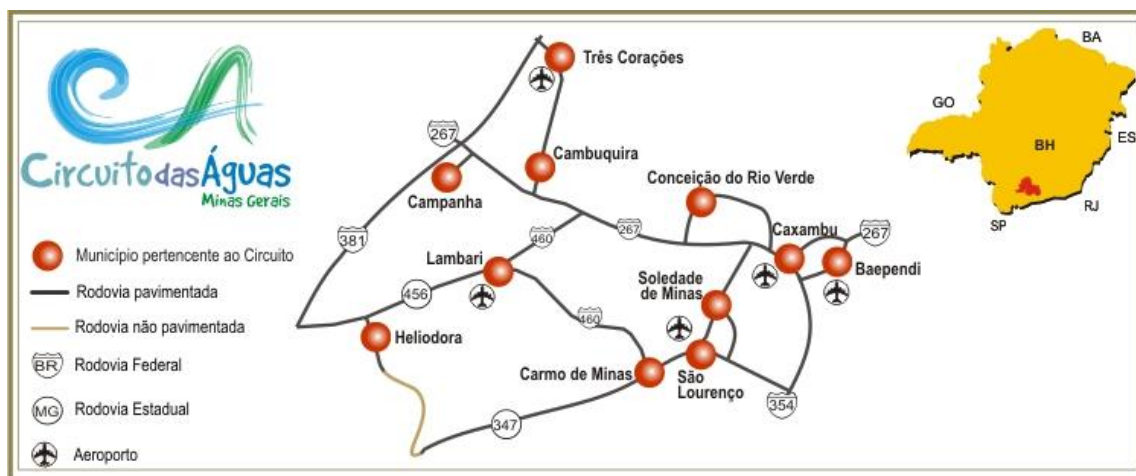 Circuito das Águas
Minas Gerais
Município pertencente ao Circuito
Rodovia pavimentada
Rodovia não pavimentada
BR Rodovia Federal
MG Rodovia Estadual
Aeroporto
Três Corações
267
Cambuquira
Campanha
Conceição do Rio Verde
381
460
267
Caxambu
267
Lambari
Baependi
456
Soledade
de Minas
460
Heliodora
Carmo de Minas
São
Lourenço
354
347
BA
GO
ES
BH
RJ
SP